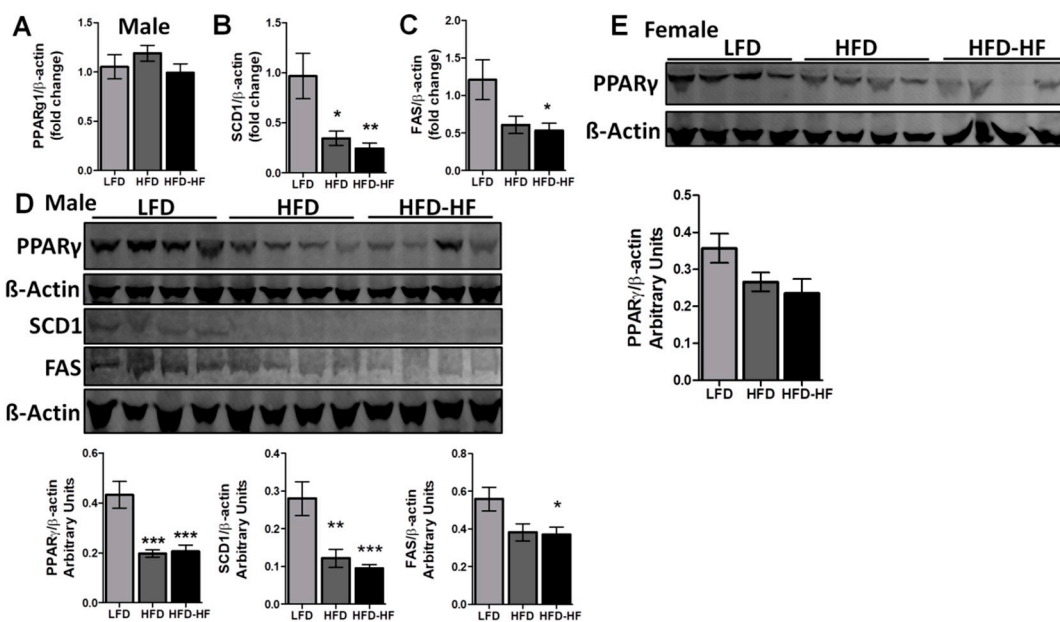 A
Male
PPARg1/β-actin
(fold change)
1.5
1.0
0.5
0.0
LFD HFD HFD-HF
B
SCD1/β-actin
(fold change)
1.5
1.0
0.5
0.0
*
**
LFD HFD HFD-HF
C
FAS/β-actin
(fold change)
2.0
1.5
1.0
0.5
0.0
*
LFD HFD HFD-HF
D Male
LFD HFD HFD-HF
PPARγ
ß-Actin
SCD1
FAS
ß-Actin
PPARγ/β-actin
Arbitrary Units
0.6
0.4
0.2
0.0
*** ***
LFD HFD HFD-HF
SCD1/β-actin
Arbitrary Units
0.4
0.3
0.2
0.1
0.0
**
***
LFD HFD HFD-HF
FAS/β-actin
Arbitrary Units
0.8
0.6
0.4
0.2
0.0
*
LFD HFD HFD-HF
E Female
LFD HFD HFD-HF
PPARγ
ß-Actin
PPARγ/β-actin
Arbitrary Units
0.5
0.4
0.3
0.2
0.1
0.0
LFD HFD HFD-HF